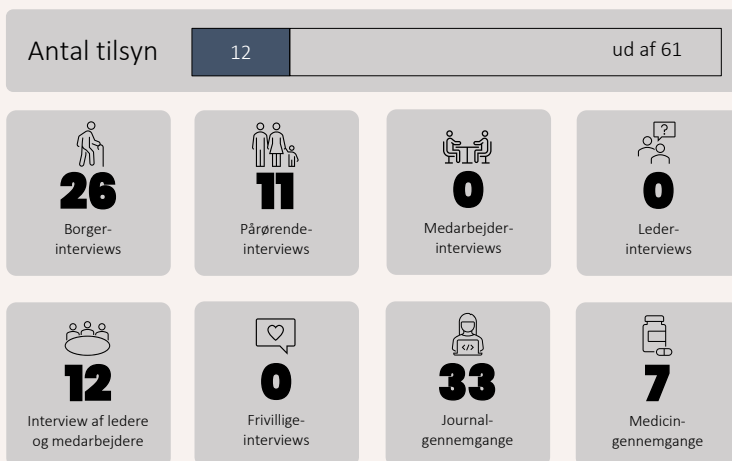 Antal tilsyn
12
ud af 61
26
Borger-
interviews
11
Pårørende-
interviews
0
Medarbejder-
interviews
?
0
Leder-
interviews
12
Interview af ledere
og medarbejdere
0
Frivillige-
interviews
</>
33
Journal-
gennemgange
7
Medicin-
gennemgange